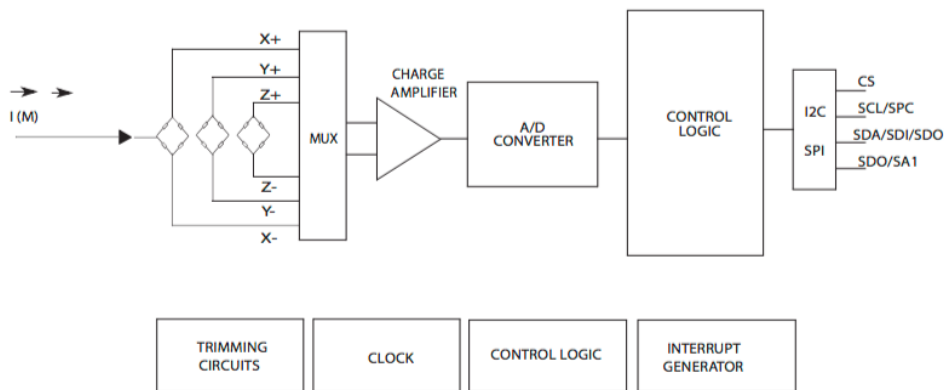 X+
Y+
Z+
I (M)
MUX
CHARGE
AMPLIFIER
A/D
CONVERTER
CONTROL
LOGIC
I2C
SPI
CS
SCL/SPC
SDA/SDI/SDO
SDO/SA1
Z-
Y-
X-
TRIMMING
CIRCUITS
CLOCK
CONTROL LOGIC
INTERRUPT
GENERATOR